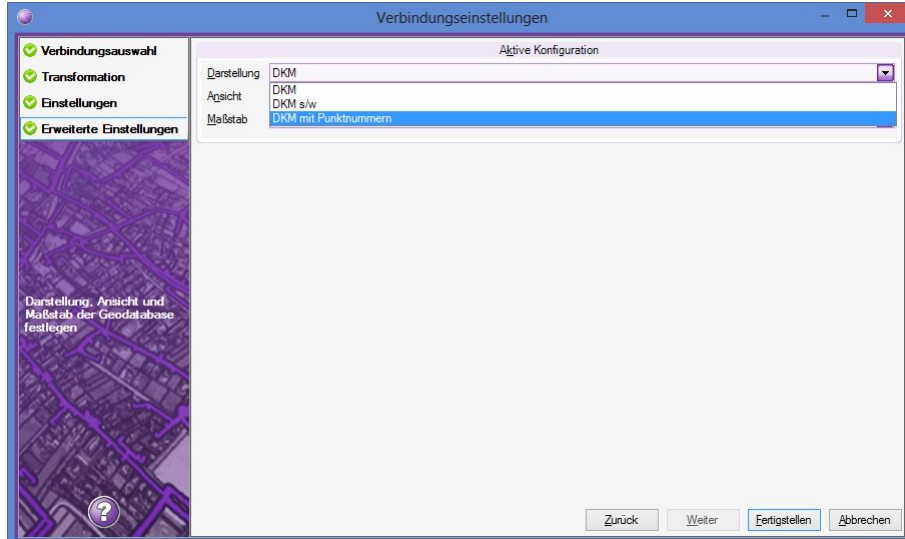 Verbindungseinstellungen
Verbindungsauswahl
Transformation
Einstellungen
Erweiterte Einstellungen
Darstellung, Ansicht und
Maßstab der Geodatabase
festlegen
?
Aktive Konfiguration
Darstellung DKM
Ansicht
Maßstab
DKM
DKM s/w
DKM mit Punktnummern
Zurück Weiter Fertigstellen Abbrechen